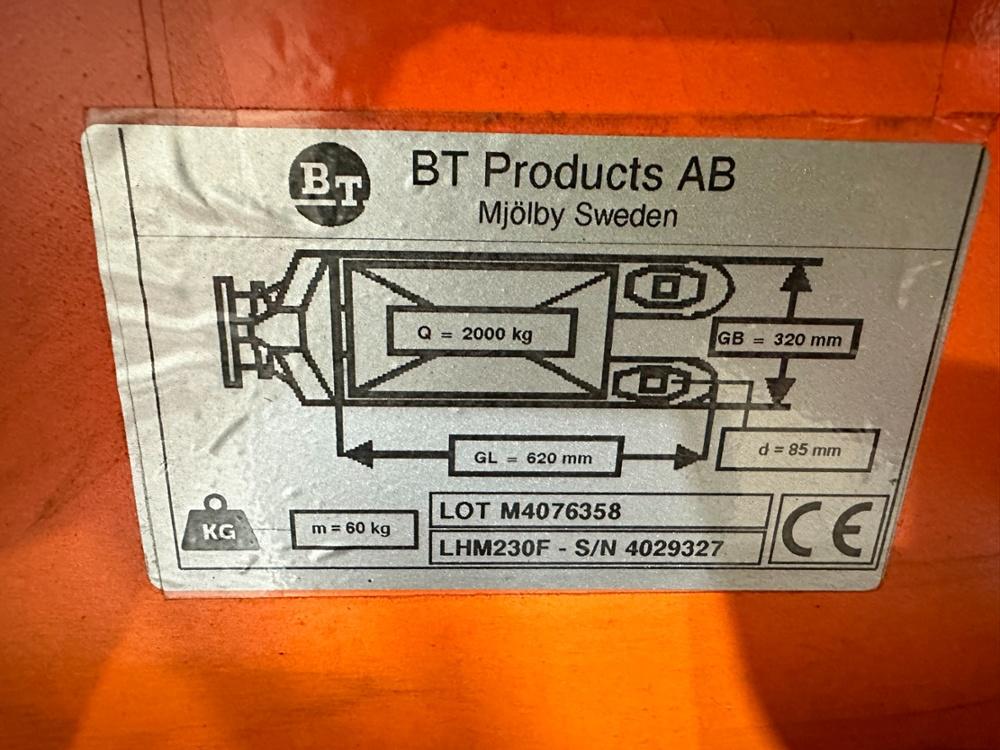 BT
BT Products AB
Mjölby Sweden
Q = 2000 kg
GB = 320 mm
GL = 620 mm
d = 85 mm
KG
m = 60 kg
LOT M4076358
LHM230F - S/N 4029327
CE